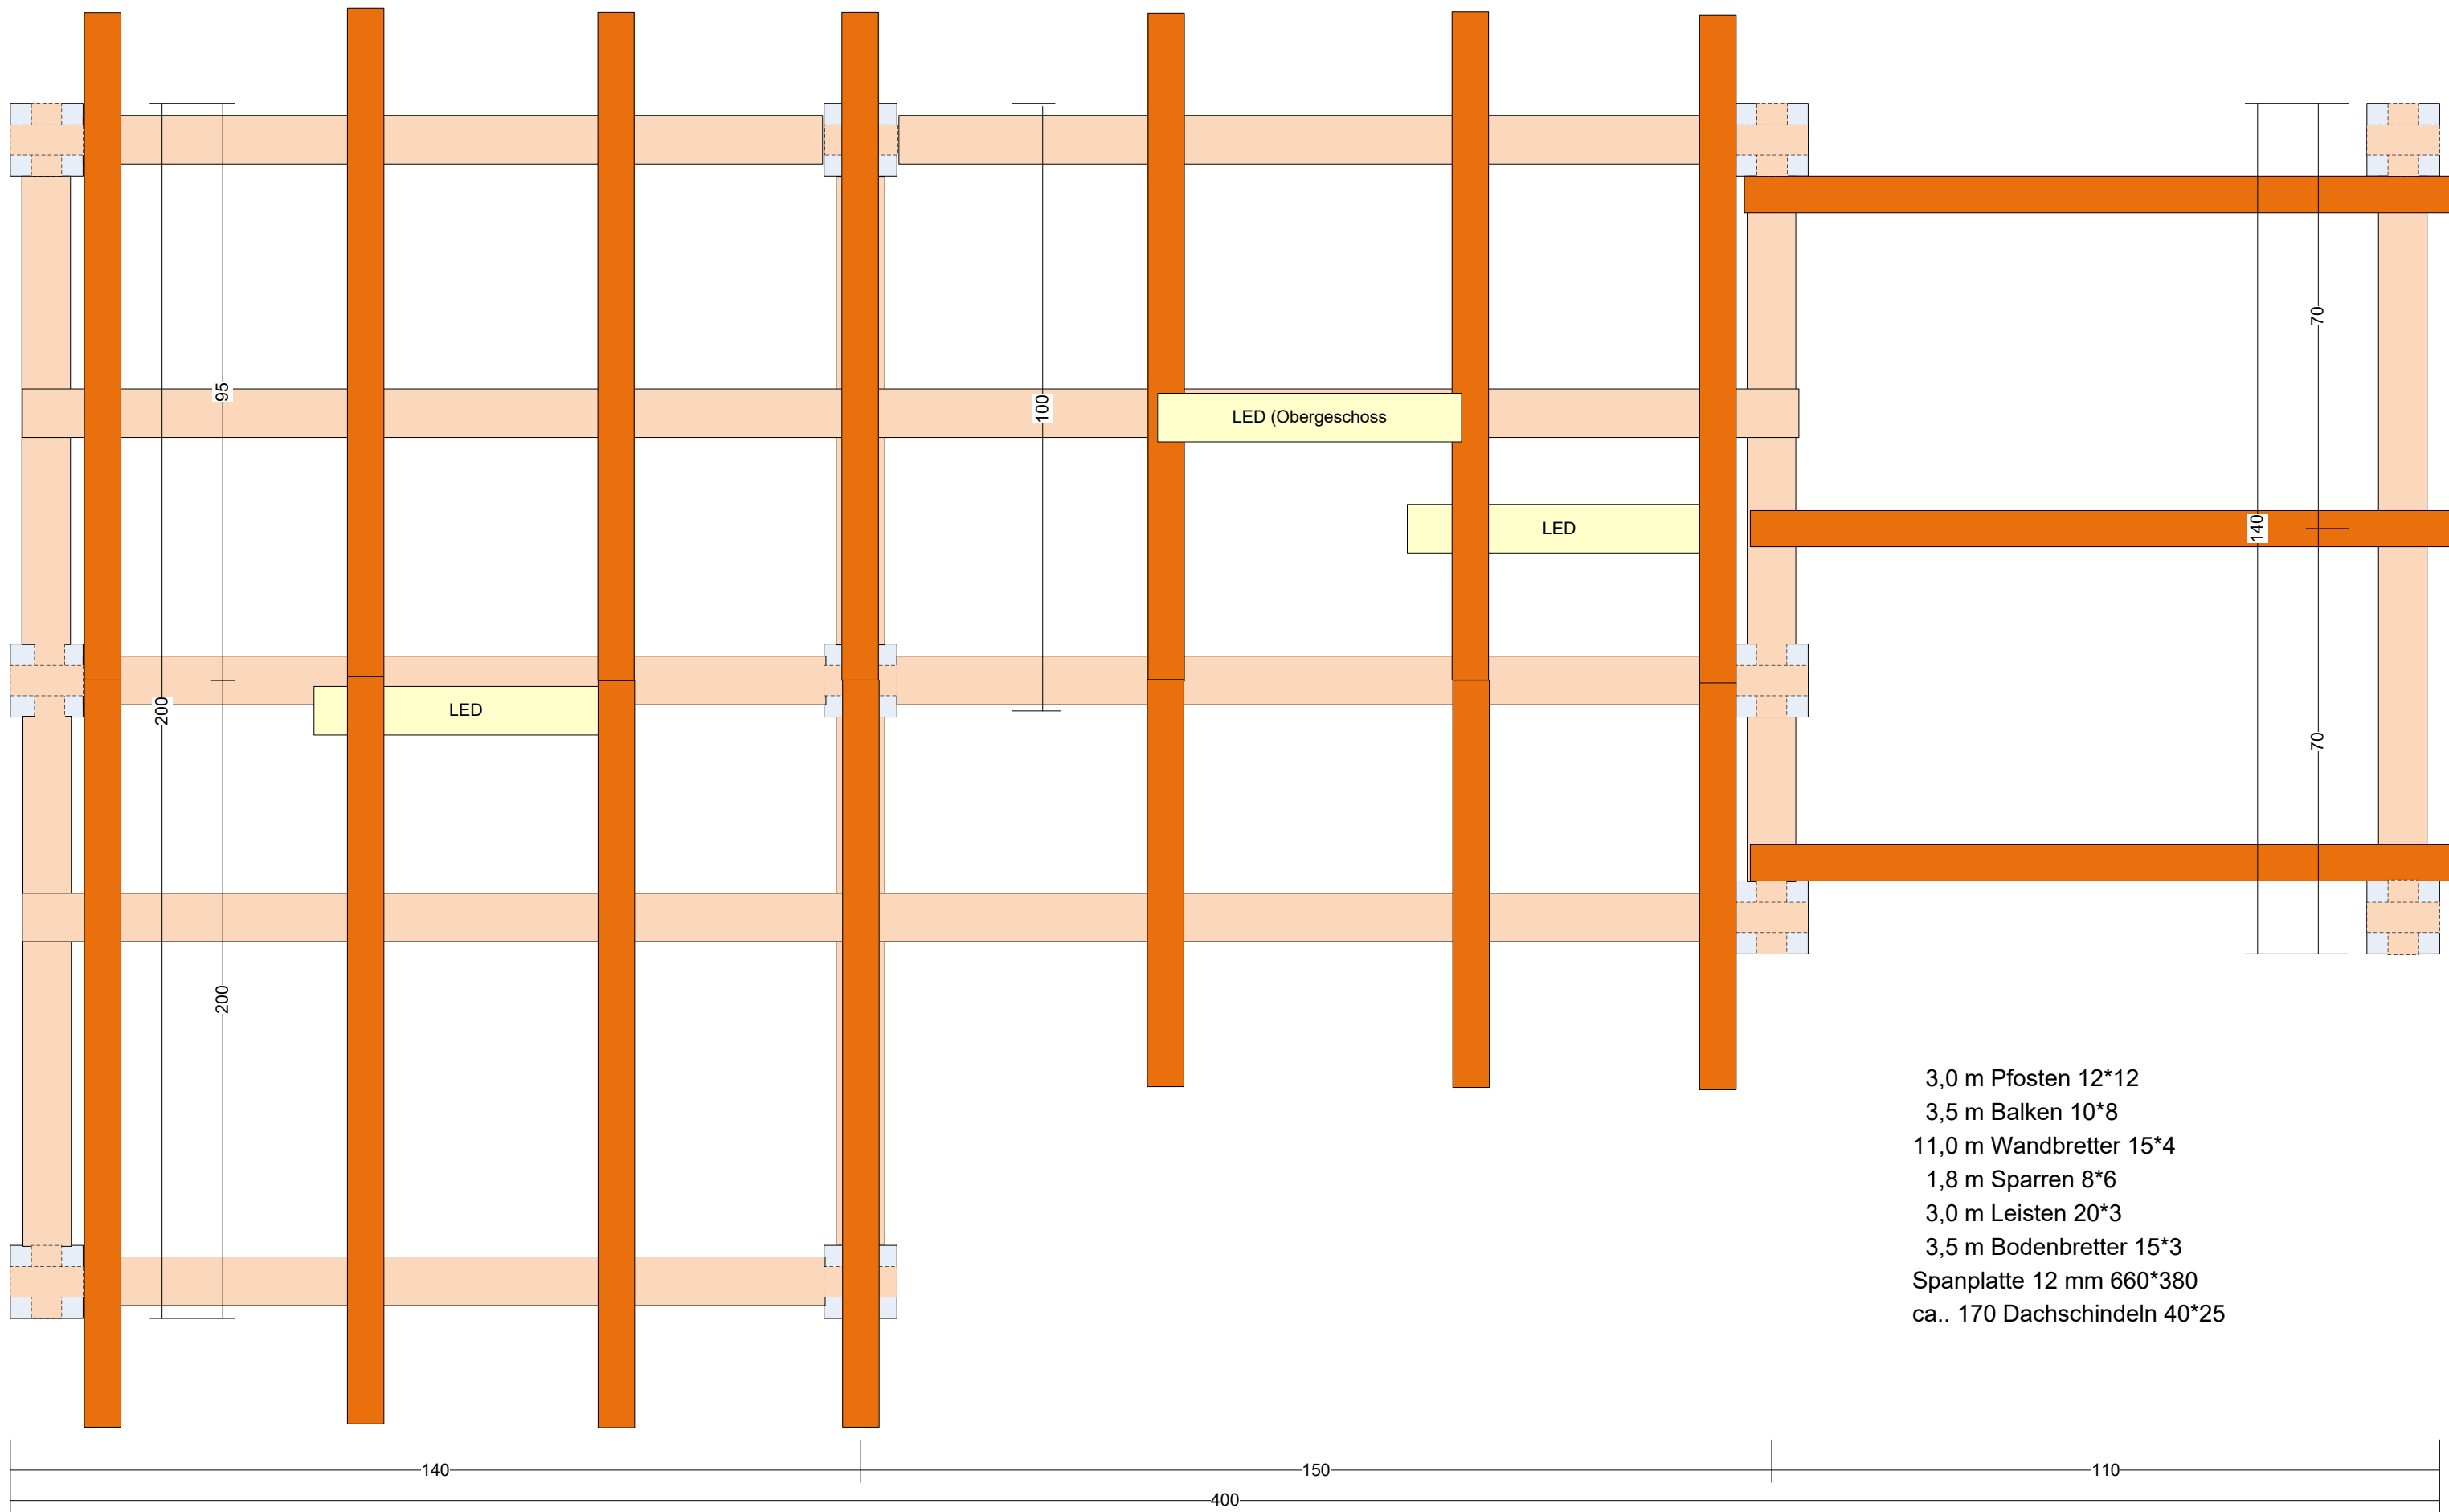 95
100
LED (Obergeschoss
LED
LED
200
200
70
140
70
3,0 m Pfosten 12*12
3,5 m Balken 10*8
11,0 m Wandbretter 15*4
1,8 m Sparren 8*6
3,0 m Leisten 20*3
3,5 m Bodenbretter 15*3
Spanplatte 12 mm 660*380
ca.. 170 Dachschindeln 40*25
140
150
110
400